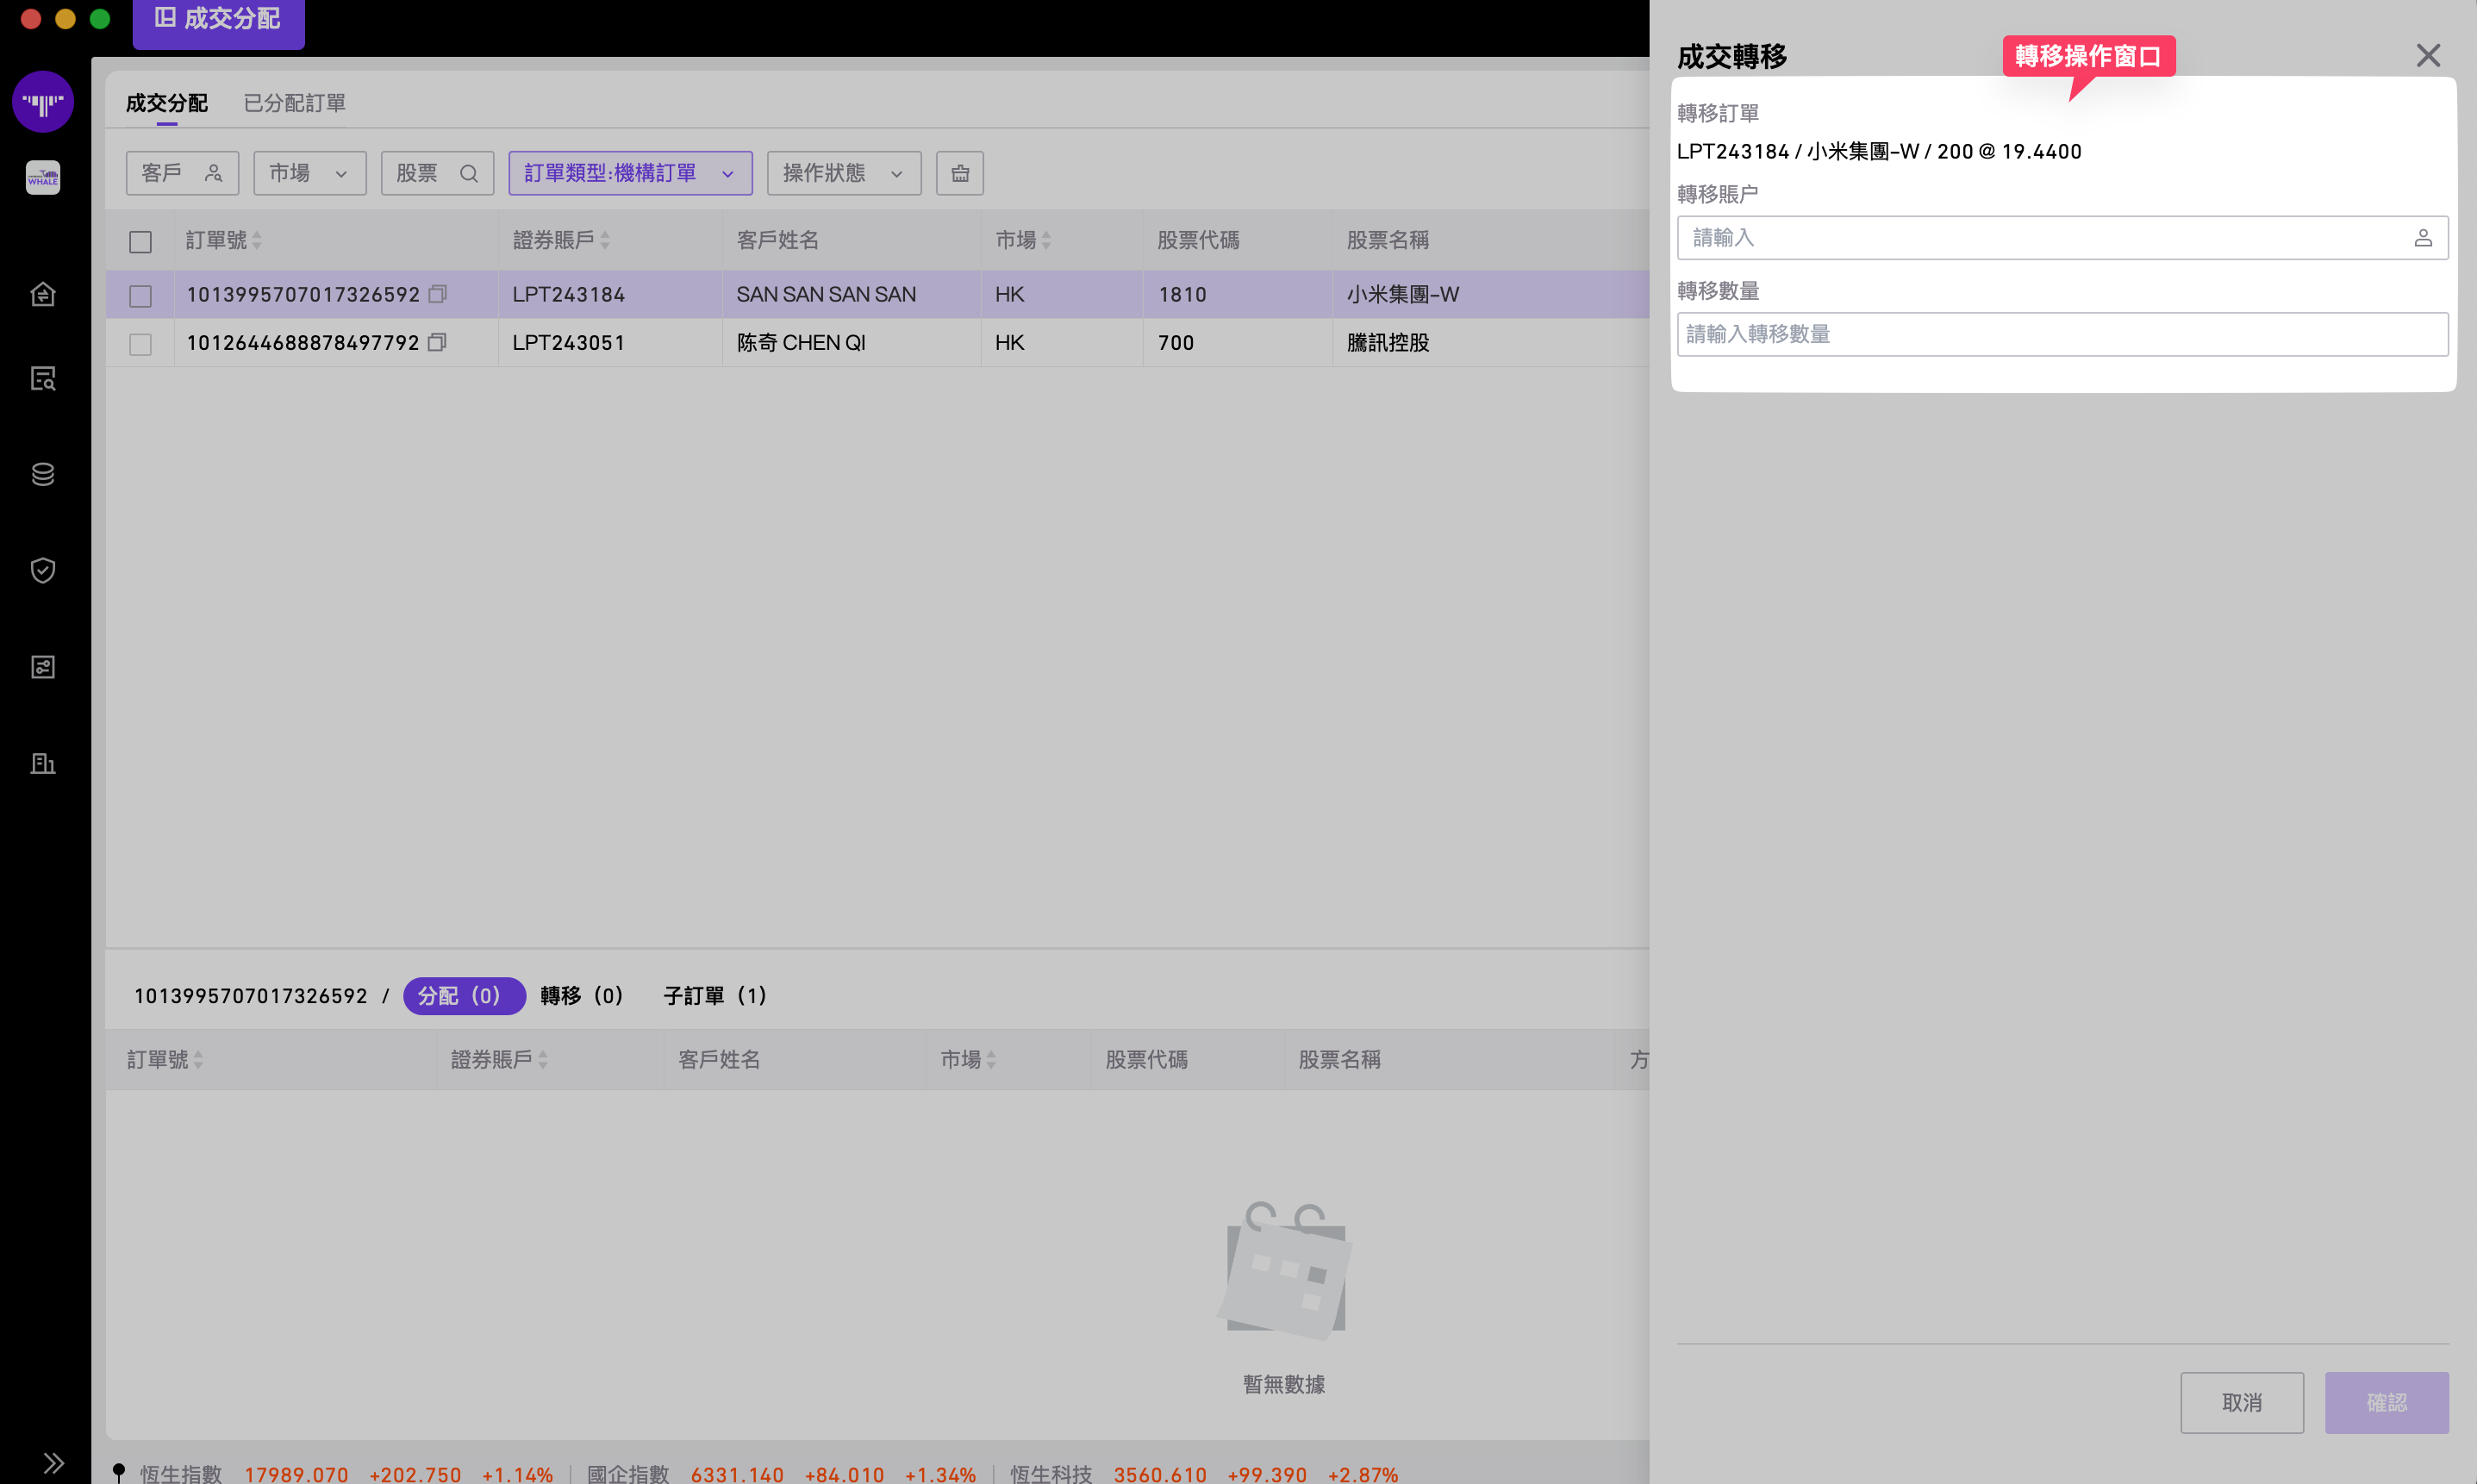 成交分配
成交轉移
轉移操作窗口
WHALE
成交分配 已分配訂單
轉移訂單
LPT243184 / 小米集團-W / 200 @ 19.4400
客戶 市場 股票 訂單類型:機構訂單 操作狀態
轉移賬户
請輸入
訂單號 證券賬戶 客戶姓名 市場 股票代碼 股票名稱
1013995707017326592 LPT243184 SAN SAN SAN SAN HK 1810 小米集團-W
轉移數量
請輸入轉移數量
1012644688878497792 LPT243051 陈奇 CHEN QI HK 700 騰訊控股
1013995707017326592 / 分配（0） 轉移（0） 子訂單（1）
訂單號 證券賬戶 客戶姓名 市場 股票代碼 股票名稱 方
暫無數據
取消 確認
恆生指數 17989.070 +202.750 +1.14% 國企指數 6331.140 +84.010 +1.34% 恆生科技 3560.610 +99.390 +2.87%